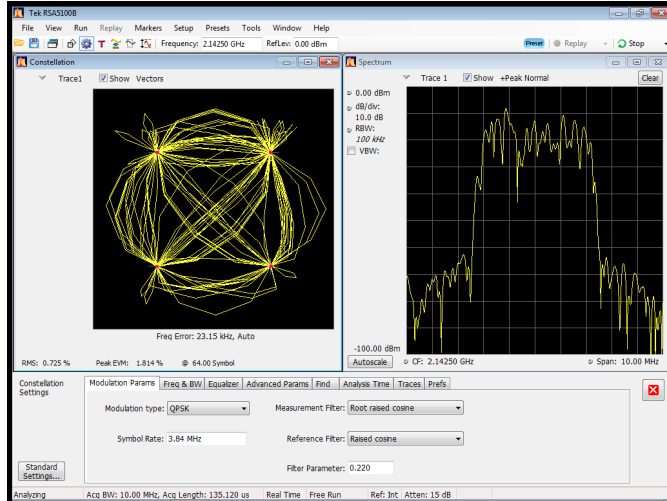 Tek RSA5100B
File View Run Replay Markers Setup Presets Tools Window Help
Frequency: 2.14250 GHz RefLev: 0.00 dBm Preset Replay Stop
Constellation
Trace1 Show Vectors
Freq Error: 23.15 kHz, Auto
RMS: 0.725 % Peak EVM: 1.814 % @ 64.00 Symbol
Spectrum
Trace 1 Show +Peak Normal Clear
0.00 dBm
dB/div:
10.0 dB
RBW:
100 kHz
VBW:
-100.00 dBm
Autoscale CF: 2.14250 GHz Span: 10.00 MHz
Constellation
Settings
Modulation Params Freq & BW Equalizer Advanced Params Find Analysis Time Traces Prefs
Modulation type: QPSK Measurement Filter: Root raised cosine
Symbol Rate: 3.84 MHz Reference Filter: Raised cosine
Filter Parameter: 0.220
Standard
Settings...
Analyzing Acq BW: 10.00 MHz, Acq Length: 135.120 us Real Time Free Run Ref: Int Atten: 15 dB